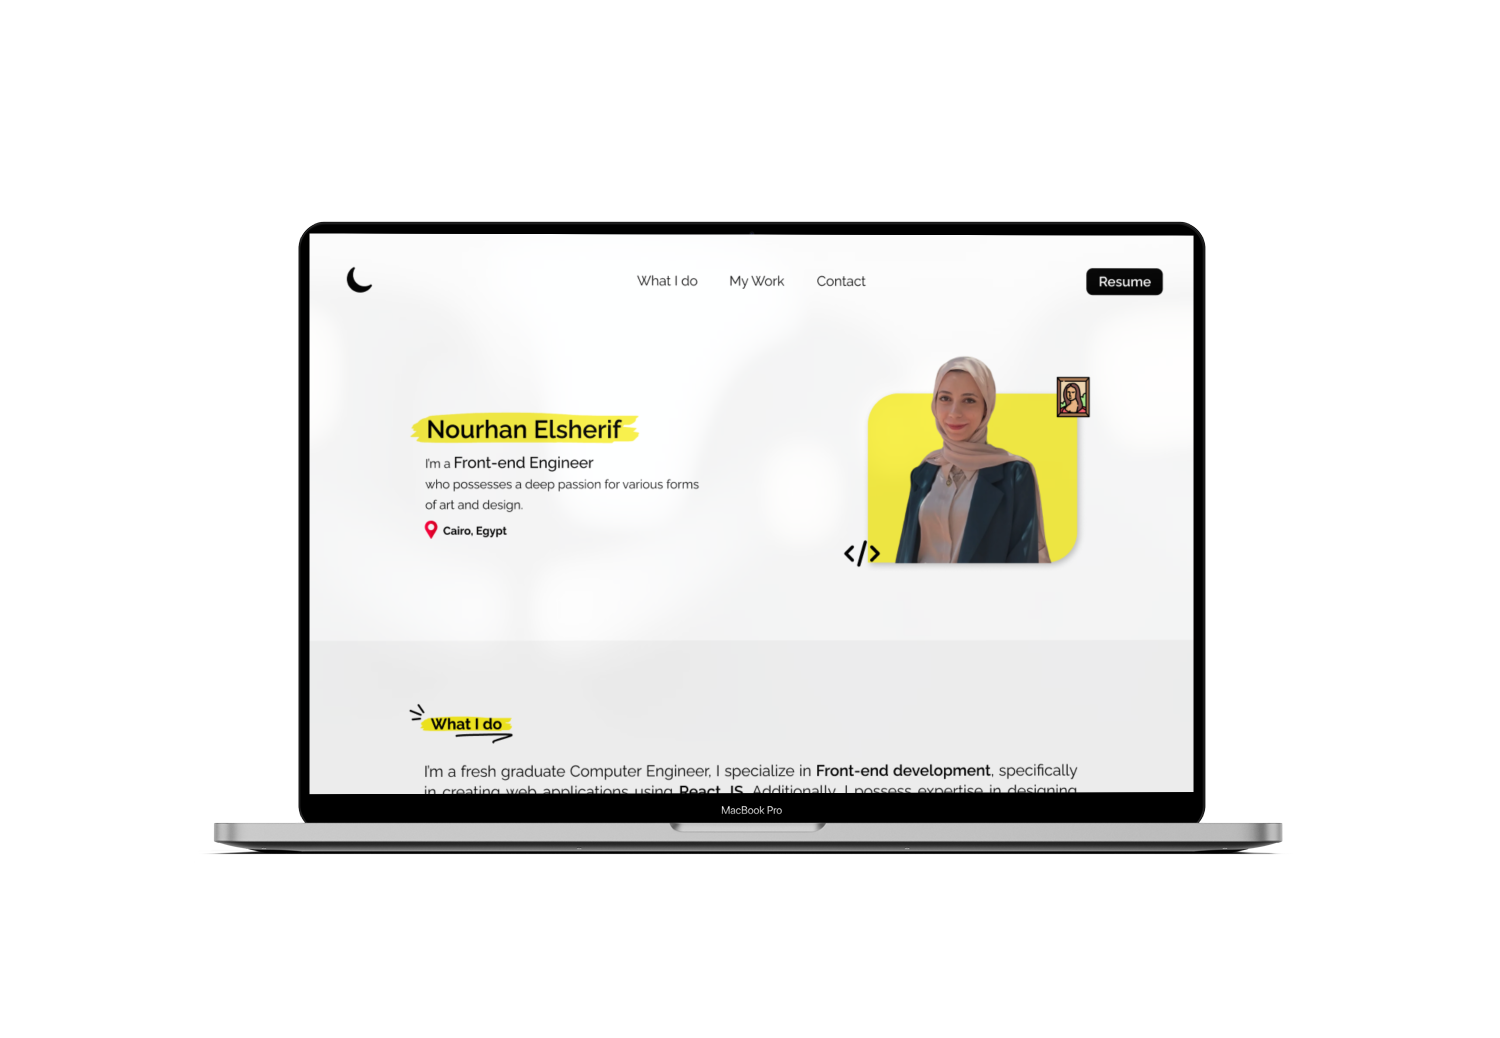 What I do
My Work
Contact
Resume
Nourhan Elsherif
I'm a Front-end Engineer
who possesses a deep passion for various forms
of art and design.
Cairo, Egypt
</>
What I do
I'm a fresh graduate Computer Engineer, I specialize in Front-end development, specifically
in creating web applications using React JS. Additionally, I possess expertise in designing
MacBook Pro